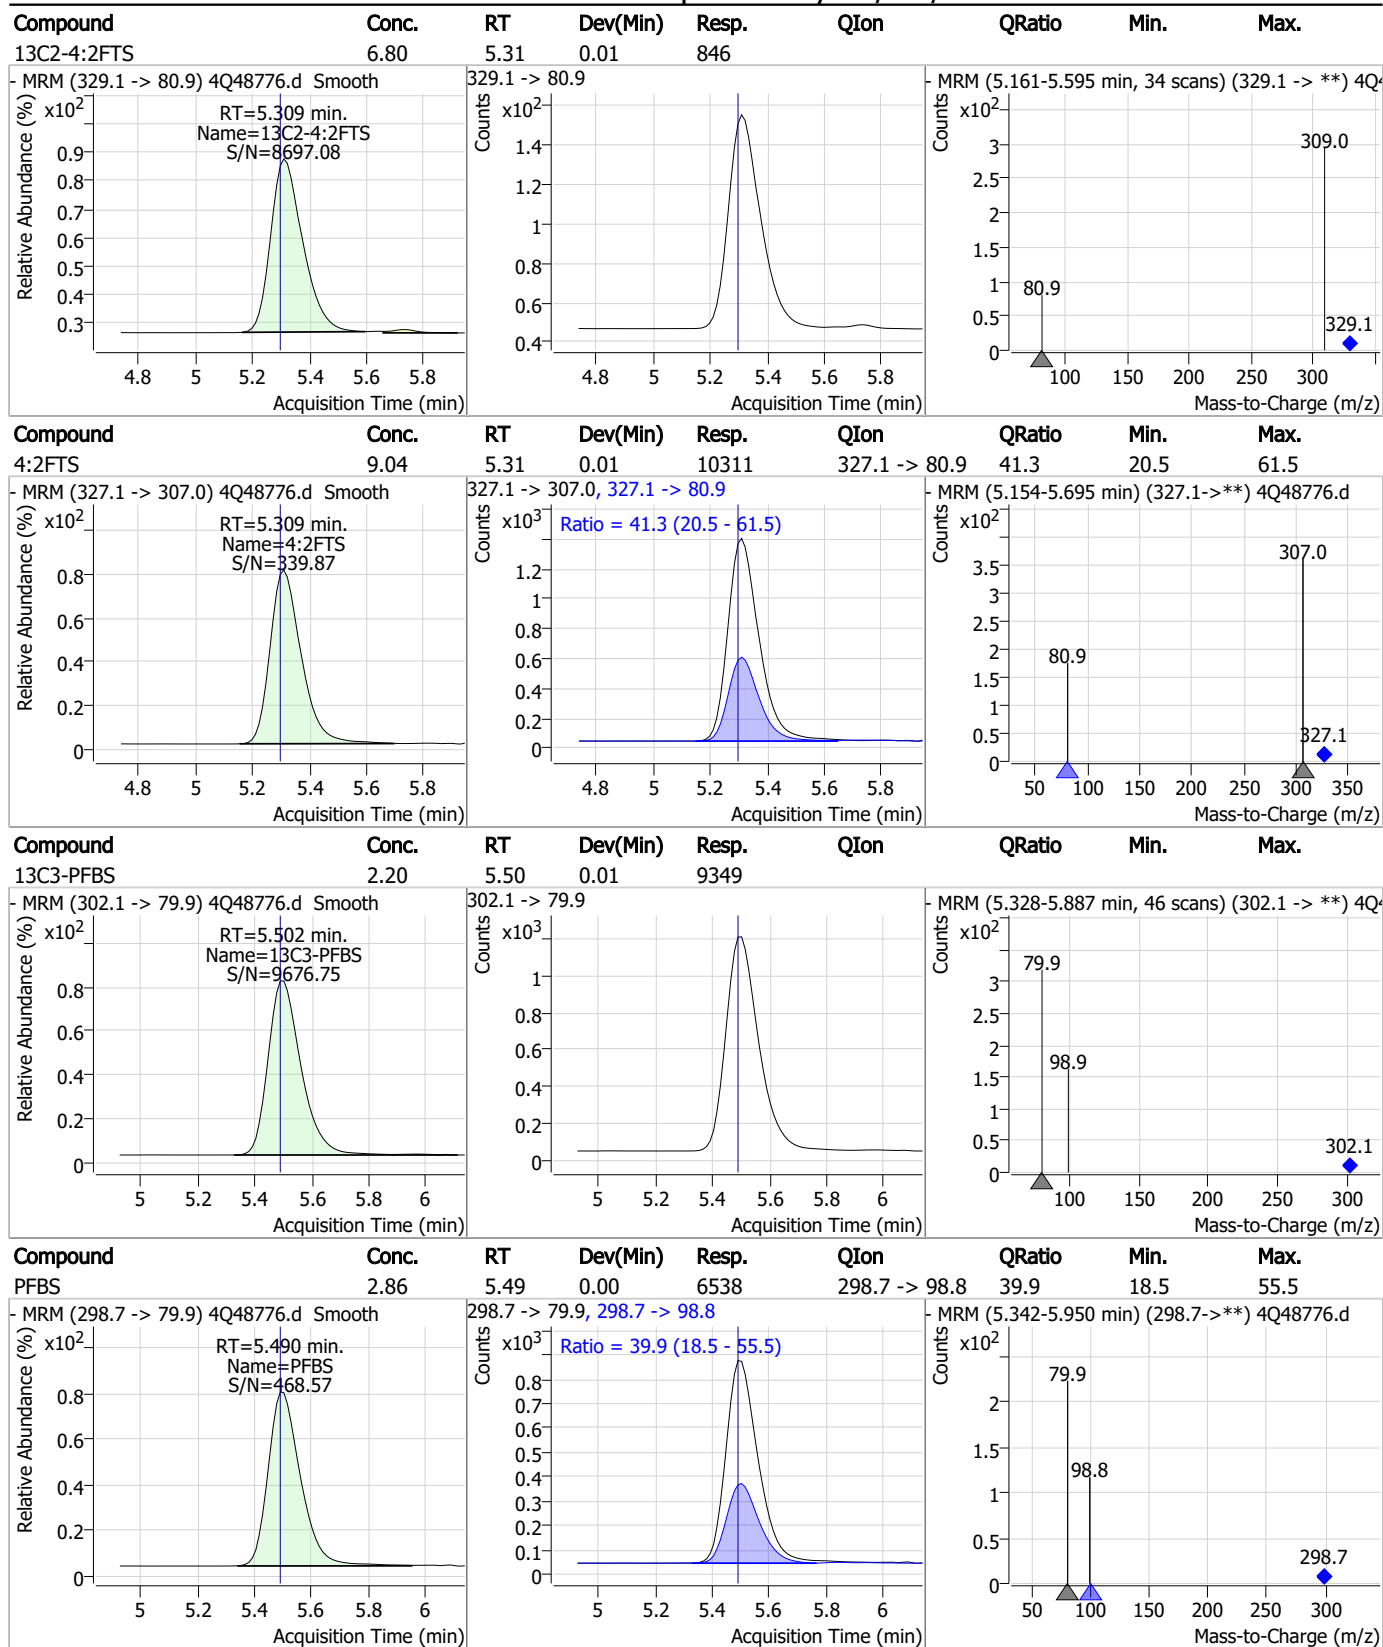 Compound Conc. RT Dev(Min) Resp. QIon QRatio Min. Max.
13C2-4:2FTS 6.80 5.31 0.01 846
- MRM (329.1 -> 80.9) 4Q48776.d Smooth
Relative Abundance (%)
x10²
RT=5.309 min.
Name=13C2-4:2FTS
S/N=8697.08
0.9
0.8
0.7
0.6
0.5
0.4
0.3
4.8 5 5.2 5.4 5.6 5.8
Acquisition Time (min)
329.1 -> 80.9
Counts
x10²
1.4
1.2
1
0.8
0.6
0.4
4.8 5 5.2 5.4 5.6 5.8
Acquisition Time (min)
- MRM (5.161-5.595 min, 34 scans) (329.1 -> **) 4Q4
Counts
x10²
3
2.5
2
1.5
1
0.5
0
309.0
80.9
329.1
100 150 200 250 300
Mass-to-Charge (m/z)
Compound Conc. RT Dev(Min) Resp. QIon QRatio Min. Max.
4:2FTS 9.04 5.31 0.01 10311 327.1 -> 80.9 41.3 20.5 61.5
- MRM (327.1 -> 307.0) 4Q48776.d Smooth
Relative Abundance (%)
x10²
RT=5.309 min.
Name=4:2FTS
S/N=339.87
0.8
0.6
0.4
0.2
0
4.8 5 5.2 5.4 5.6 5.8
Acquisition Time (min)
327.1 -> 307.0, 327.1 -> 80.9
Counts
x10³
Ratio = 41.3 (20.5 - 61.5)
1.2
1
0.8
0.6
0.4
0.2
0
4.8 5 5.2 5.4 5.6 5.8
Acquisition Time (min)
- MRM (5.154-5.695 min) (327.1->**) 4Q48776.d
Counts
x10²
3.5
3
2.5
2
1.5
1
0.5
0
307.0
80.9
327.1
50 100 150 200 250 300 350
Mass-to-Charge (m/z)
Compound Conc. RT Dev(Min) Resp. QIon QRatio Min. Max.
13C3-PFBS 2.20 5.50 0.01 9349
- MRM (302.1 -> 79.9) 4Q48776.d Smooth
Relative Abundance (%)
x10²
RT=5.502 min.
Name=13C3-PFBS
S/N=9676.75
0.8
0.6
0.4
0.2
0
5 5.2 5.4 5.6 5.8 6
Acquisition Time (min)
302.1 -> 79.9
Counts
x10³
1
0.8
0.6
0.4
0.2
0
5 5.2 5.4 5.6 5.8 6
Acquisition Time (min)
- MRM (5.328-5.887 min, 46 scans) (302.1 -> **) 4Q4
Counts
x10²
3
2.5
2
1.5
1
0.5
0
79.9
98.9
302.1
100 150 200 250 300
Mass-to-Charge (m/z)
Compound Conc. RT Dev(Min) Resp. QIon QRatio Min. Max.
PFBS 2.86 5.49 0.00 6538 298.7 -> 98.8 39.9 18.5 55.5
- MRM (298.7 -> 79.9) 4Q48776.d Smooth
Relative Abundance (%)
x10²
RT=5.490 min.
Name=PFBS
S/N=468.57
0.8
0.6
0.4
0.2
0
5 5.2 5.4 5.6 5.8 6
Acquisition Time (min)
298.7 -> 79.9, 298.7 -> 98.8
Counts
x10³
Ratio = 39.9 (18.5 - 55.5)
0.8
0.7
0.6
0.5
0.4
0.3
0.2
0.1
0
5 5.2 5.4 5.6 5.8 6
Acquisition Time (min)
- MRM (5.342-5.950 min) (298.7->**) 4Q48776.d
Counts
x10²
2
1.5
1
0.5
0
79.9
98.8
298.7
50 100 150 200 250 300
Mass-to-Charge (m/z)